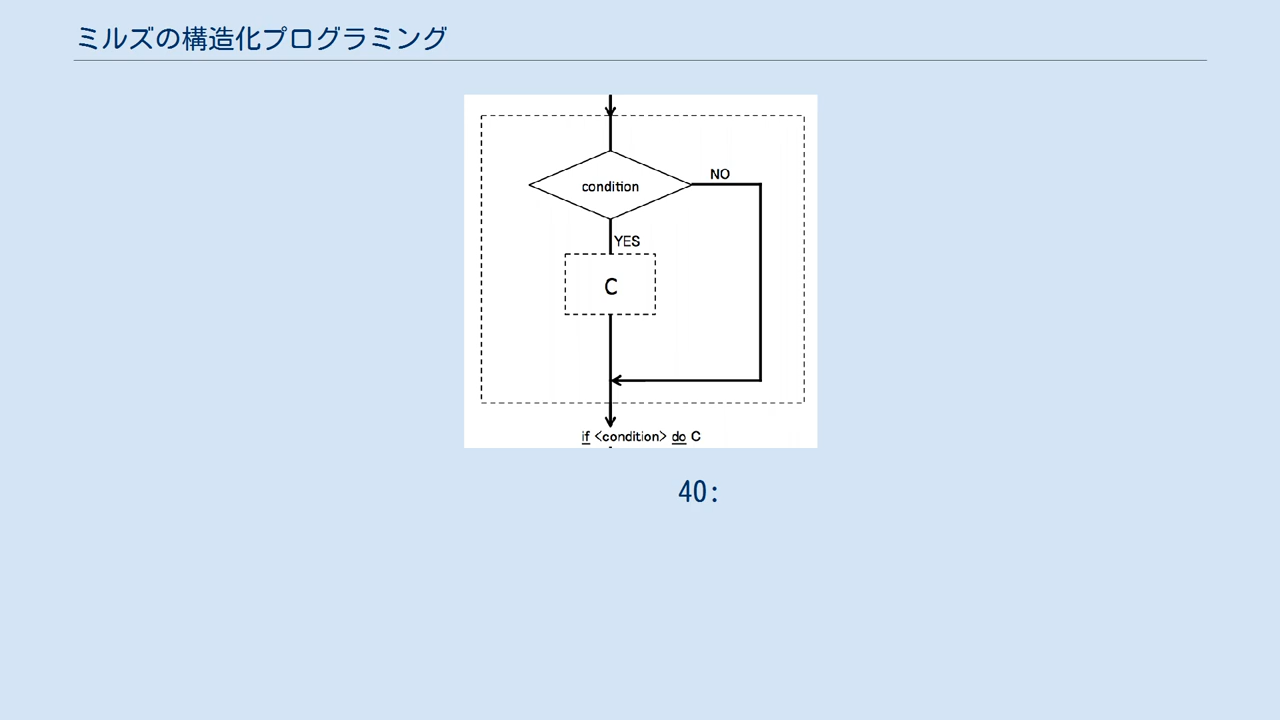 ミルズの構造化プログラミング
condition
NO
YES
C
if <condition> do C
40: